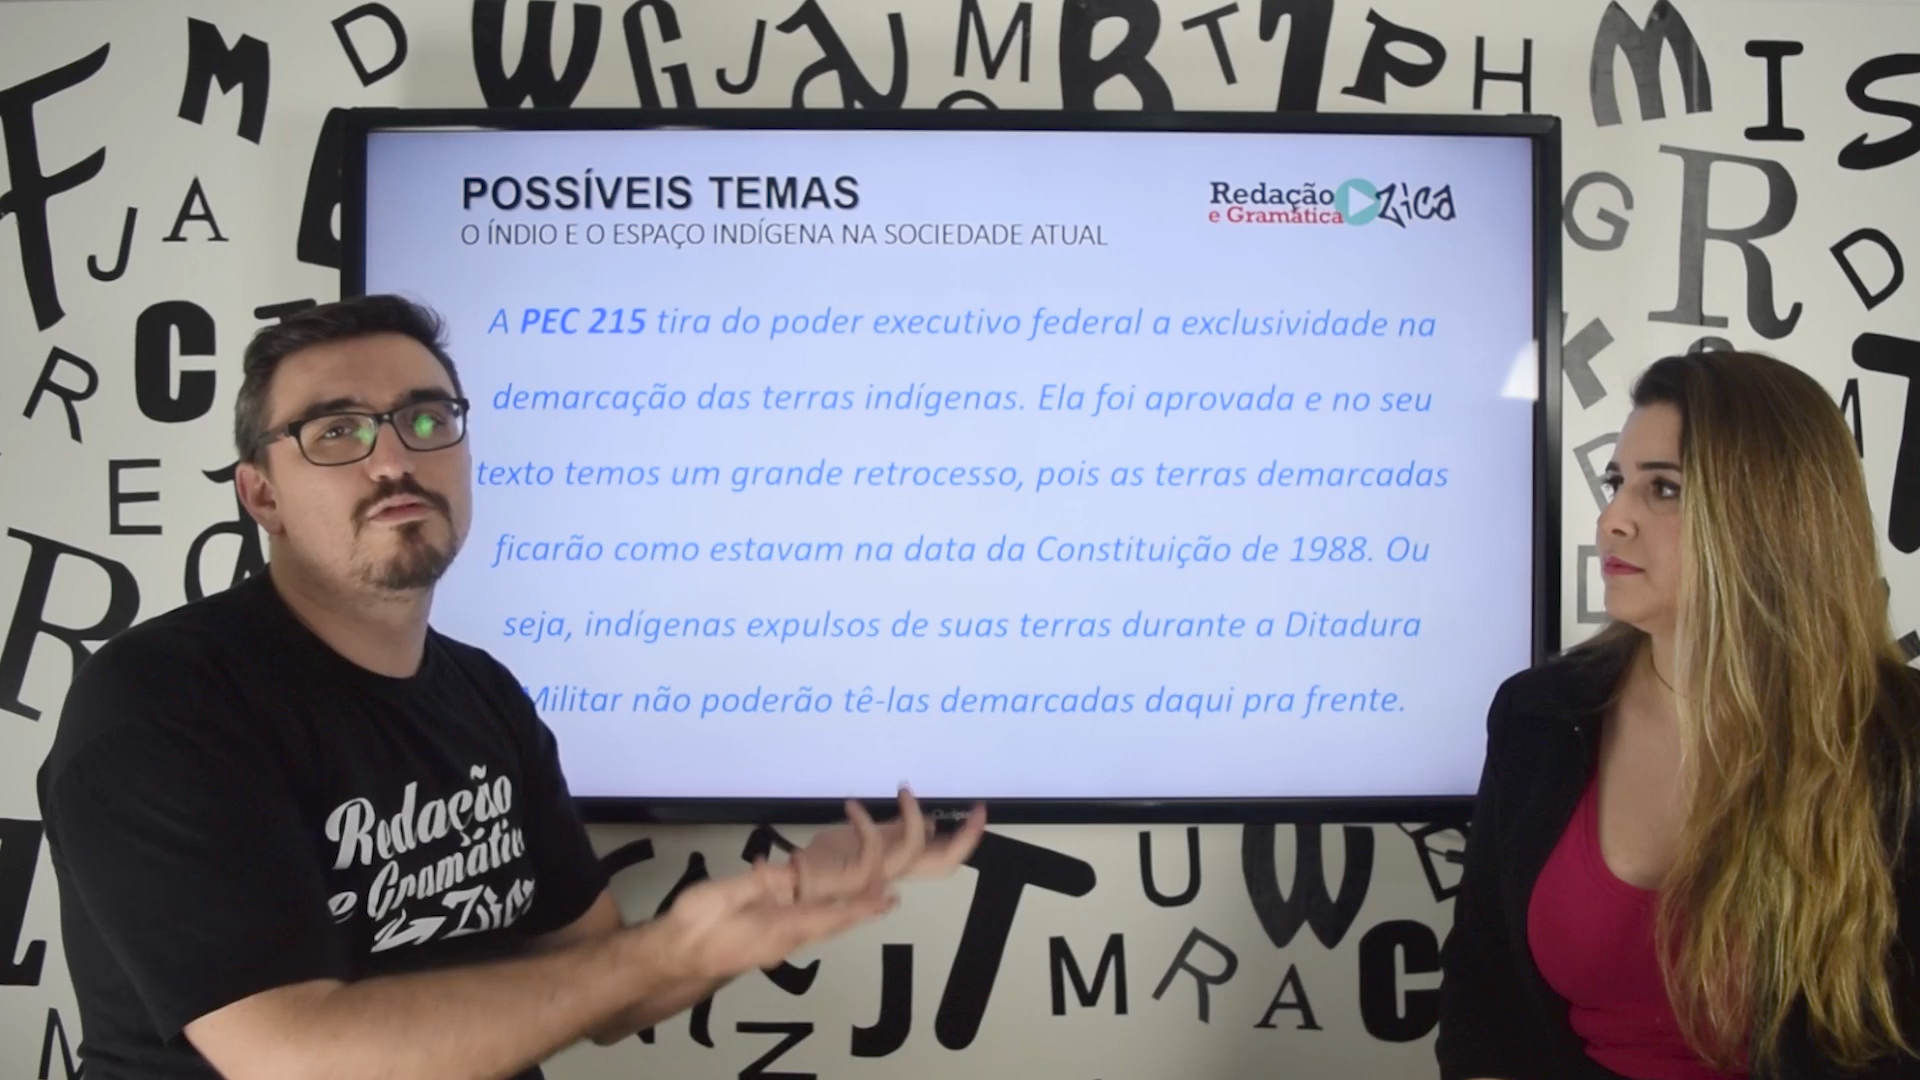 POSSÍVEIS TEMAS
O ÍNDIO E O ESPAÇO INDÍGENA NA SOCIEDADE ATUAL
Redação
e Gramática
Zica
A PEC 215 tira do poder executivo federal a exclusividade na
demarcação das terras indígenas. Ela foi aprovada e no seu
texto temos um grande retrocesso, pois as terras demarcadas
ficarão como estavam na data da Constituição de 1988. Ou
seja, indígenas expulsos de suas terras durante a Ditadura
Militar não poderão tê-las demarcadas daqui pra frente.
Redação
e Gramática
Zica